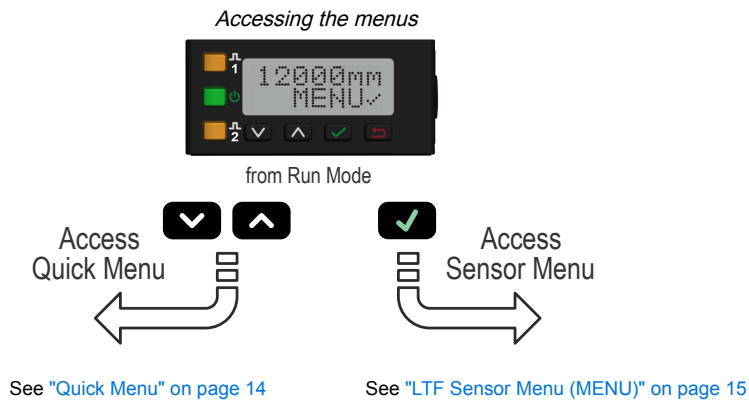 Accessing the menus
1
12000mm
MENU✓
2
from Run Mode
Access
Quick Menu
Access
Sensor Menu
See "Quick Menu" on page 14
See "LTF Sensor Menu (MENU)" on page 15